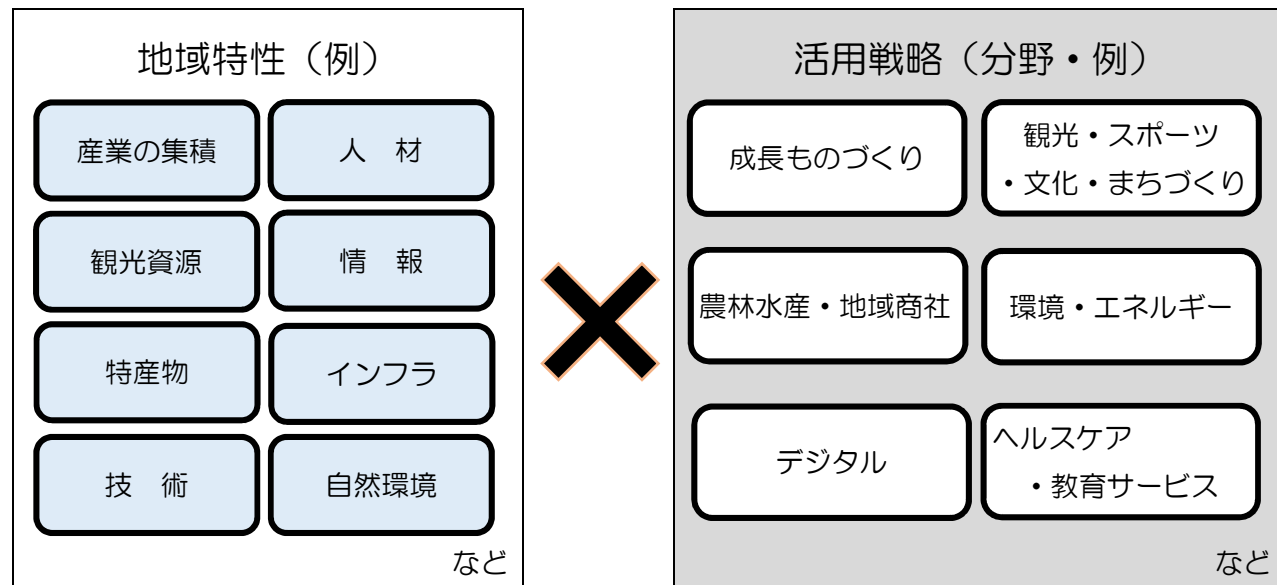 地域特性（例）
産業の集積
人　材
観光資源
情　報
特産物
インフラ
技　術
自然環境
など
活用戦略（分野・例）
成長ものづくり
観光・スポーツ
・文化・まちづくり
農林水産・地域商社
環境・エネルギー
デジタル
ヘルスケア
・教育サービス
など